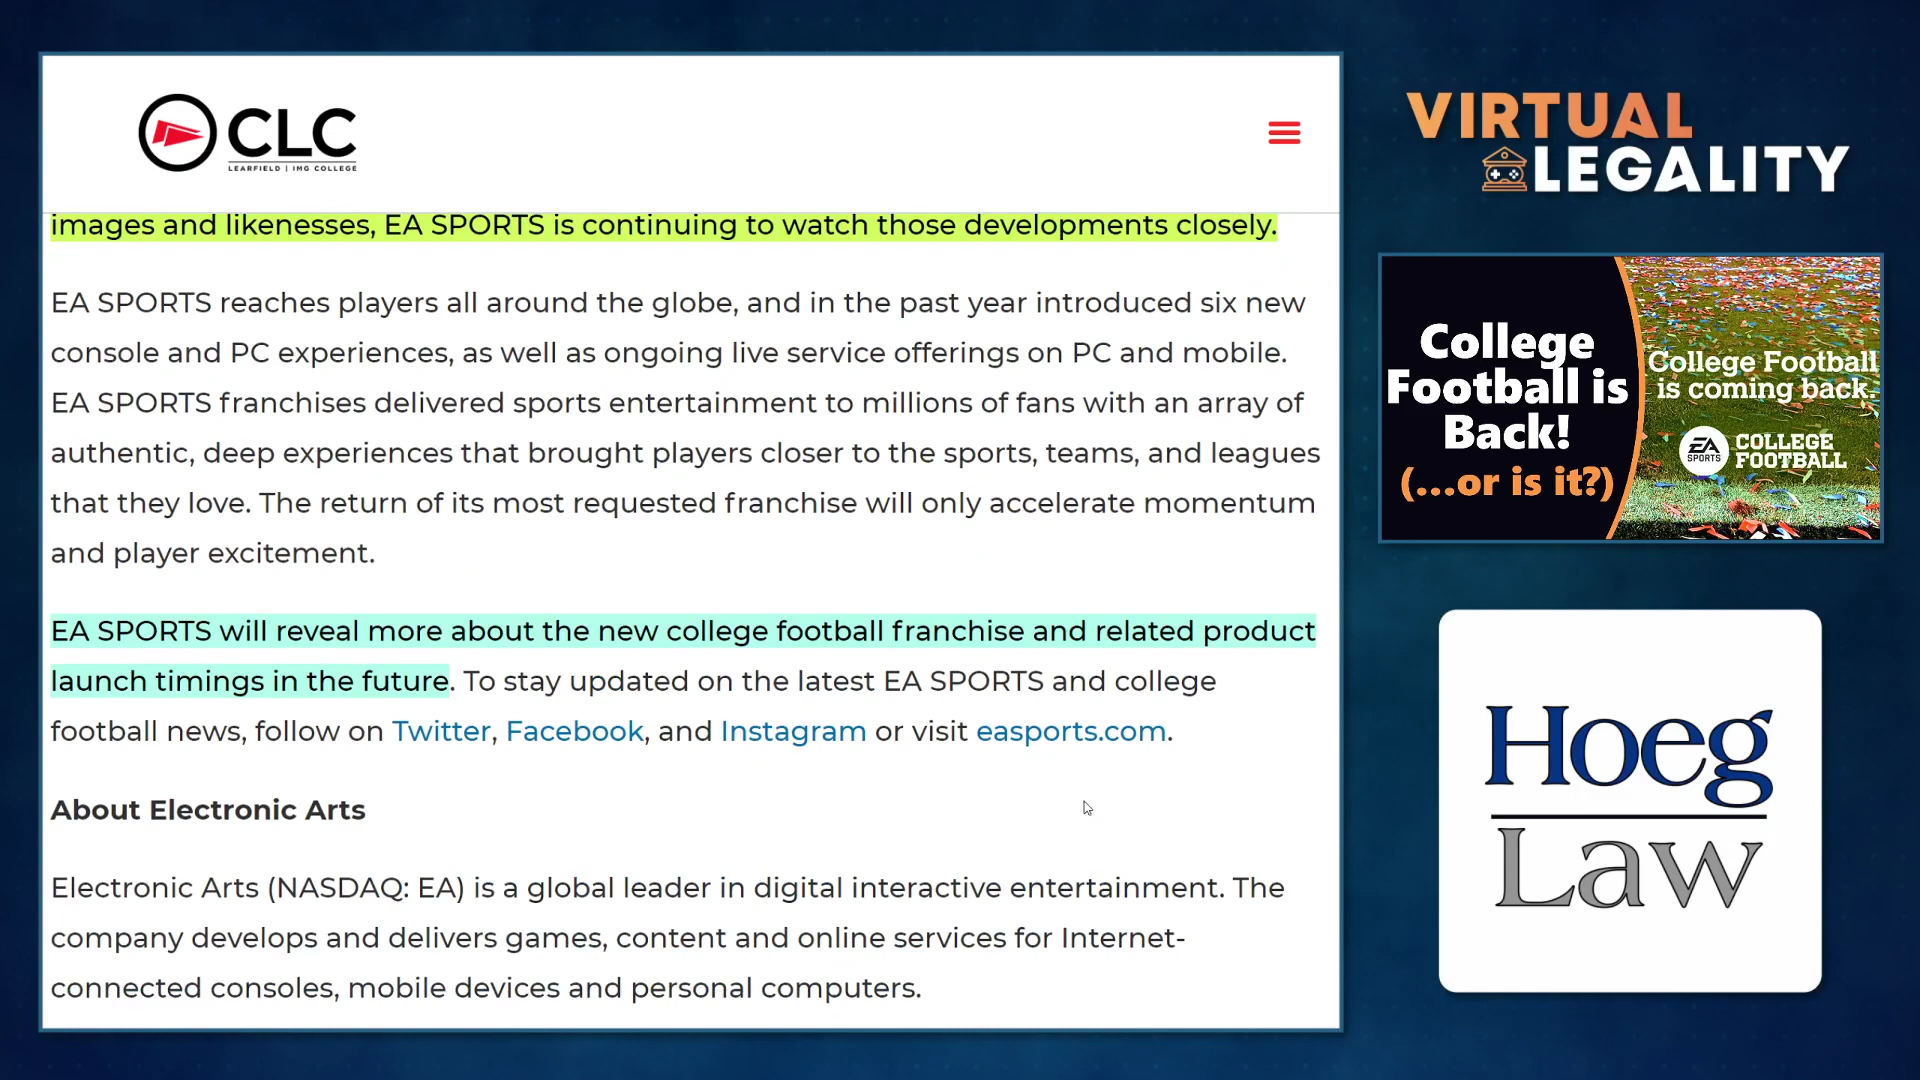 CLC
LEARFIELD | IMG COLLEGE
images and likenesses, EA SPORTS is continuing to watch those developments closely.
EA SPORTS reaches players all around the globe, and in the past year introduced six new
console and PC experiences, as well as ongoing live service offerings on PC and mobile.
EA SPORTS franchises delivered sports entertainment to millions of fans with an array of
authentic, deep experiences that brought players closer to the sports, teams, and leagues
that they love. The return of its most requested franchise will only accelerate momentum
and player excitement.
EA SPORTS will reveal more about the new college football franchise and related product
launch timings in the future. To stay updated on the latest EA SPORTS and college
football news, follow on Twitter, Facebook, and Instagram or visit easports.com.
About Electronic Arts
Electronic Arts (NASDAQ: EA) is a global leader in digital interactive entertainment. The
company develops and delivers games, content and online services for Internet-
connected consoles, mobile devices and personal computers.
VIRTUAL
LEGALITY
College
Football is
Back!
(...or is it?)
College Football
is coming back.
EA
SPORTS
COLLEGE
FOOTBALL
Hoeg
Law